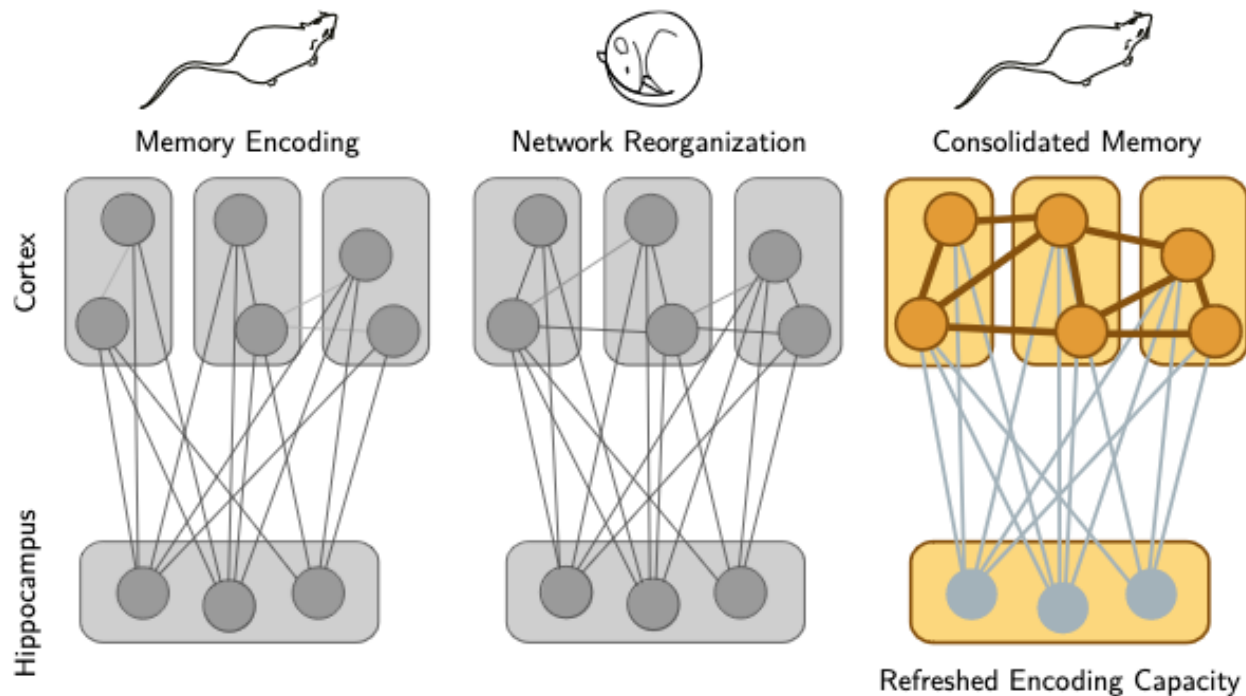 Memory Encoding
Network Reorganization
Consolidated Memory
Cortex
Hippocampus
Refreshed Encoding Capacity